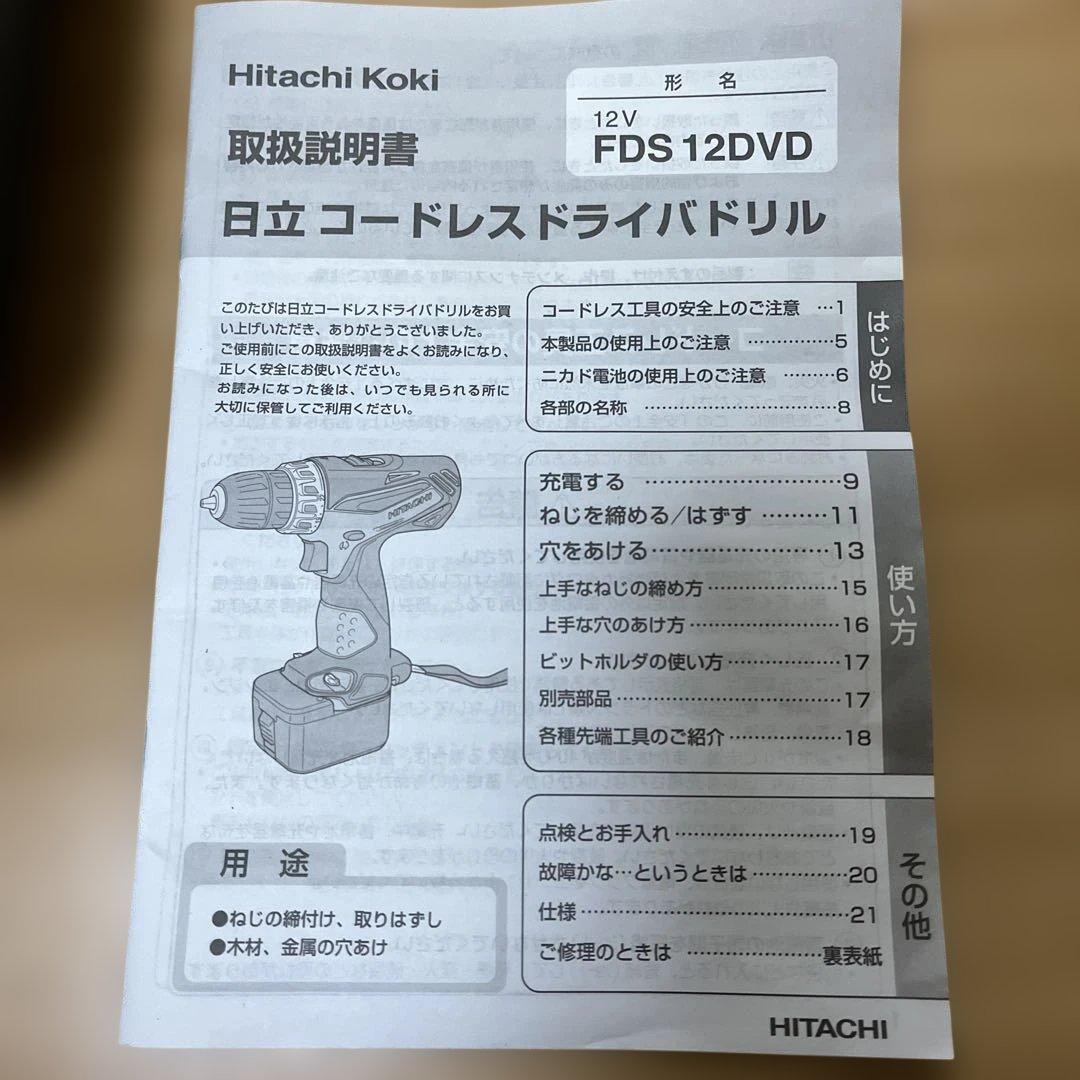 Hitachi Koki
形 名
12V
FDS 12DVD
取扱説明書
日立 コードレスドライバドリル
このたびは日立コードレスドライバドリルをお買
い上げいただき、ありがとうございました。
ご使用前にこの取扱説明書をよくお読みになり、
正しく安全にお使いください。
お読みになった後は、いつでも見られる所に
大切に保管してご利用ください。
コードレス工具の安全上のご注意 …1
本製品の使用上のご注意 ……………5
ニカド電池の使用上のご注意 ………6
各部の名称 ……………………………8
はじめに
充電する ………………………9
ねじを締める/はずす ………11
穴をあける………………………13
上手なねじの締め方………………15
上手な穴のあけ方…………………16
ビットホルダの使い方……………17
別売部品……………………………17
各種先端工具のご紹介……………18
使い方
点検とお手入れ……………………19
故障かな…というときは……………20
仕様…………………………………21
ご修理のときは …………………裏表紙
その他
HITACHI
用 途
●ねじの締付け、取りはずし
●木材、金属の穴あけ
HITACHI